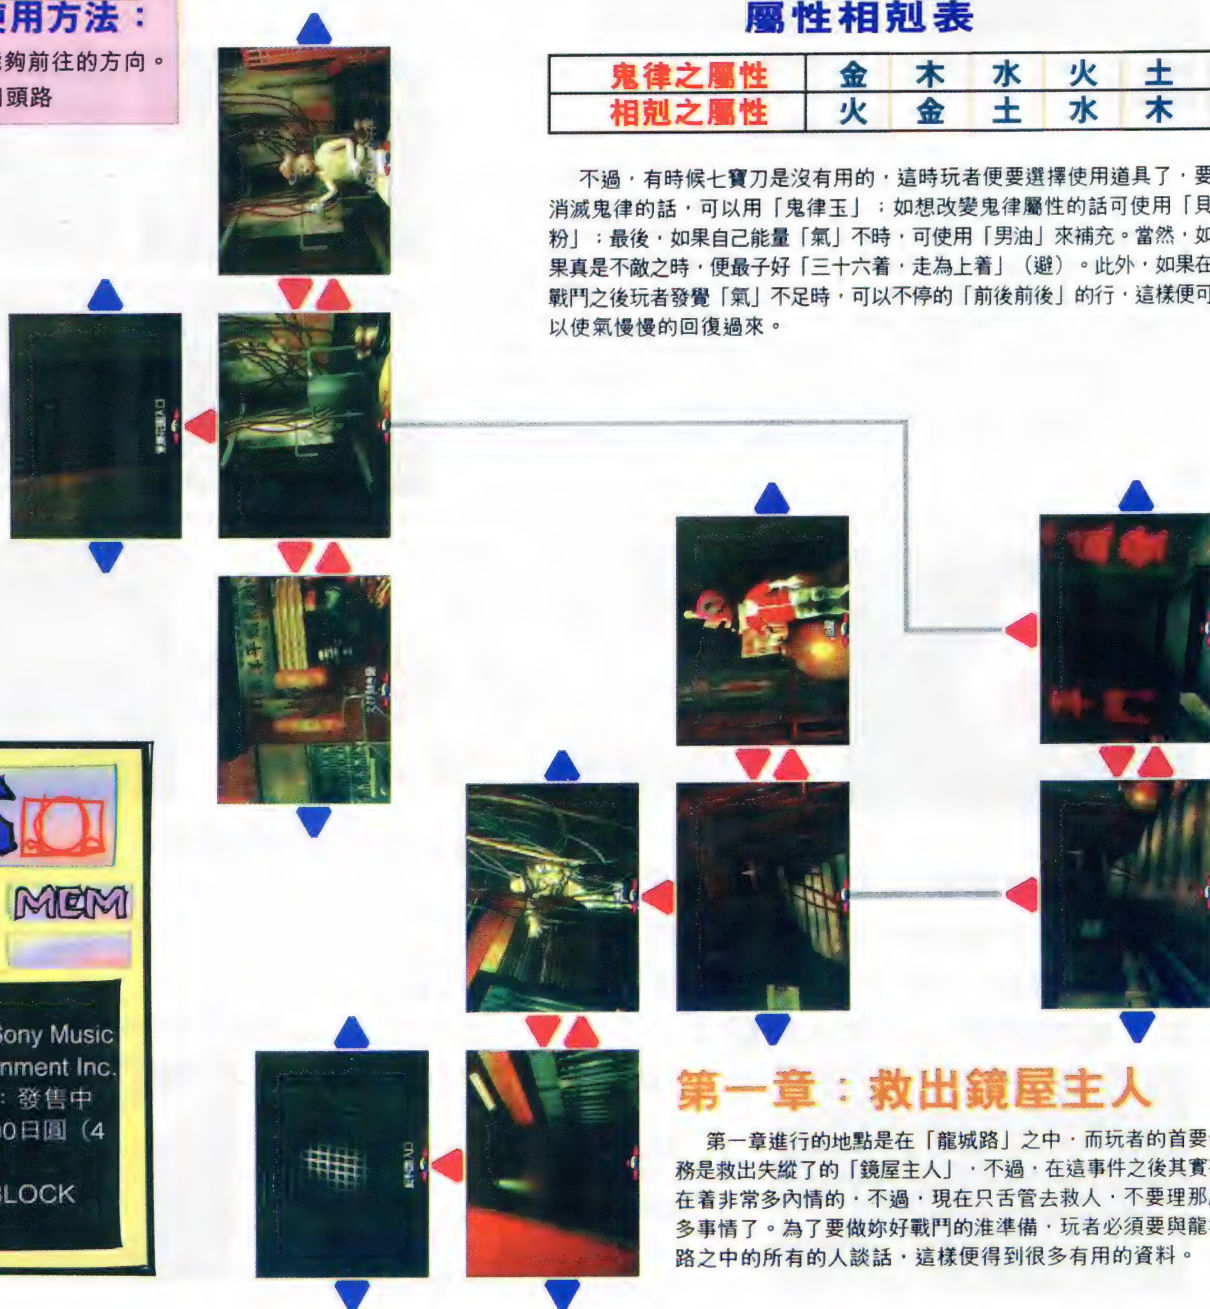 使用方法：
夠前往的方向。
頭路
屬性相剋表
鬼律之屬性 金 木 水 火 土
相剋之屬性 火 金 土 水 木
不過，有時候七寶刀是沒有用的，這時玩者便要選擇使用道具了，要
消滅鬼律的話，可以用「鬼律玉」；如想改變鬼律屬性的話可使用「貝
粉」；最後，如果自己能量「氣」不時，可使用「男油」來補充。當然，如
果真是不敵之時，便最子好「三十六着，走為上着」（避）。此外，如果在
戰鬥之後玩者發覺「氣」不足時，可以不停的「前後前後」的行，這樣便可
以使氣慢慢的回復過來。
MEM
Sony Music
nment Inc.
：發售中
00日圓（4
BLOCK
第一章：救出鏡屋主人
第一章進行的地點是在「龍城路」之中，而玩者的首要
務是救出失縱了的「鏡屋主人」，不過，在這事件之後其實
在着非常多內情的，不過，現在只舌管去救人，不要理那
多事情了。為了要做妳好戰鬥的淮準備，玩者必須要與龍
路之中的所有的人談話，這樣便得到很多有用的資料。